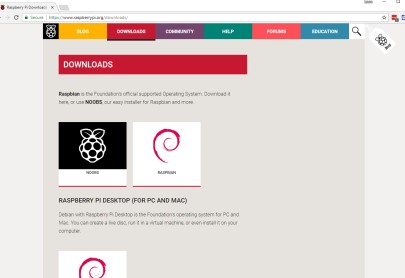 Raspberry Pi Downloads
Secure https://www.raspberrypi.org/downloads/
BLOG DOWNLOADS COMMUNITY HELP FORUMS EDUCATION
DOWNLOADS
Raspbian is the Foundation's official supported Operating System. Download it
here, or use NOOBS, our easy installer for Raspbian and more.
NOOBS RASPBIAN
RASPBERRY PI DESKTOP (FOR PC AND MAC)
Debian with Raspberry Pi Desktop is the Foundation's operating system for PC and
Mac. You can create a live disc, run it in a virtual machine, or even install it on your
computer.